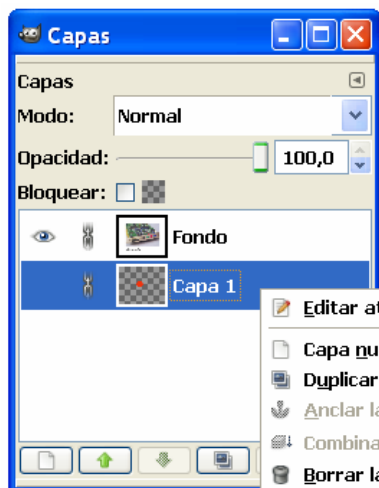 Capas
Capas
Modo: Normal
Opacidad: 100,0
Bloquear:
Fondo
Capa 1
Editar at
Capa nu
Duplicar
Anclar la
Combina
Borrar la